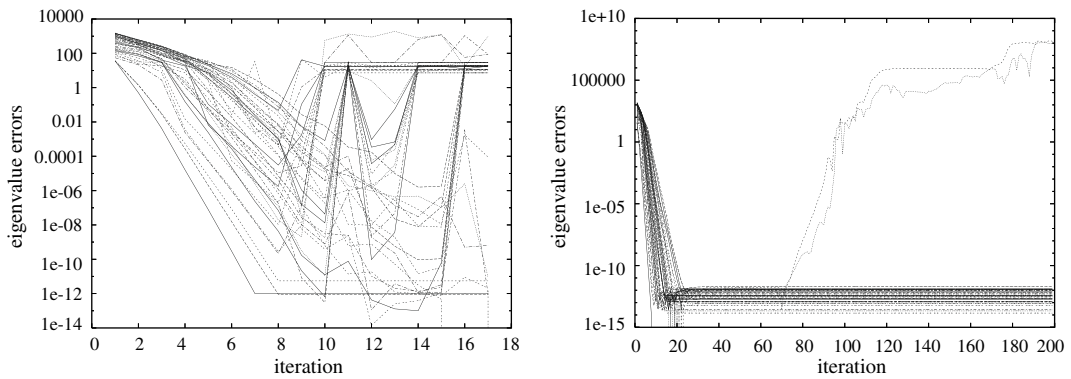 10000
100
1
0.01
0.0001
1e-06
1e-08
1e-10
1e-12
1e-14
eigenvalue errors
0 2 4 6 8 10 12 14 16 18
iteration
1e+10
100000
1
1e-05
1e-10
1e-15
eigenvalue errors
0 20 40 60 80 100 120 140 160 180 200
iteration